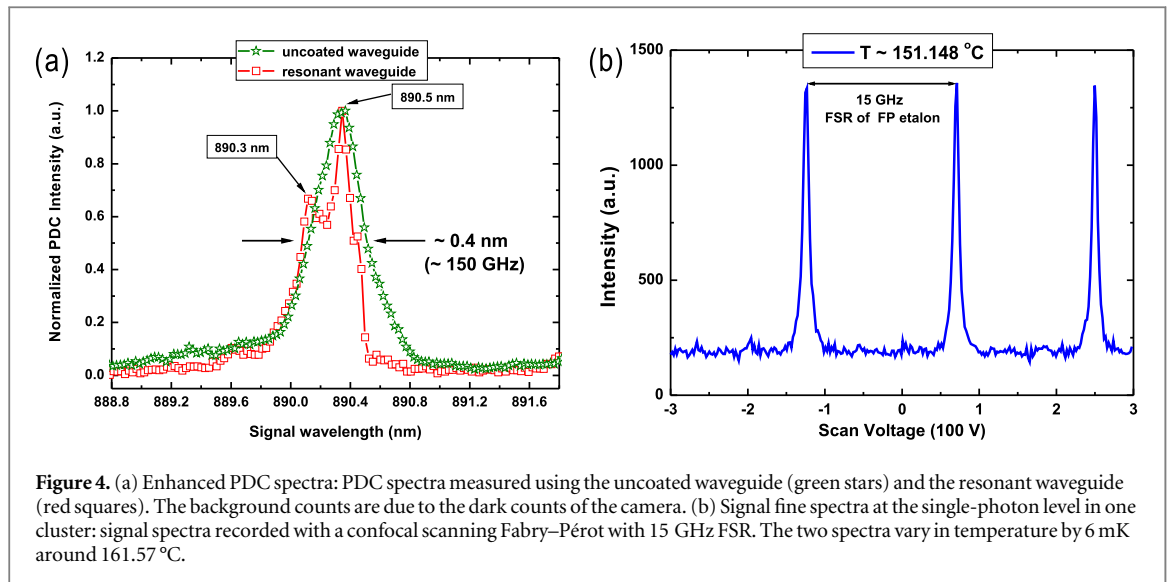 (a)
uncoated waveguide
resonant waveguide
890.5 nm
890.3 nm
~ 0.4 nm
(~ 150 GHz)
Normalized PDC Intensity (a.u.)
1.2
1.0
0.8
0.6
0.4
0.2
0.0
888.8 889.2 889.6 890.0 890.4 890.8 891.2 891.6
Signal wavelength (nm)
(b)
T ~ 151.148 °C
15 GHz
FSR of FP etalon
Intensity (a.u.)
1500
1000
500
0
-3 -2 -1 0 1 2 3
Scan Voltage (100 V)
Figure 4. (a) Enhanced PDC spectra: PDC spectra measured using the uncoated waveguide (green stars) and the resonant waveguide
(red squares). The background counts are due to the dark counts of the camera. (b) Signal fine spectra at the single-photon level in one
cluster: signal spectra recorded with a confocal scanning Fabry–Pérot with 15 GHz FSR. The two spectra vary in temperature by 6 mK
around 161.57 °C.